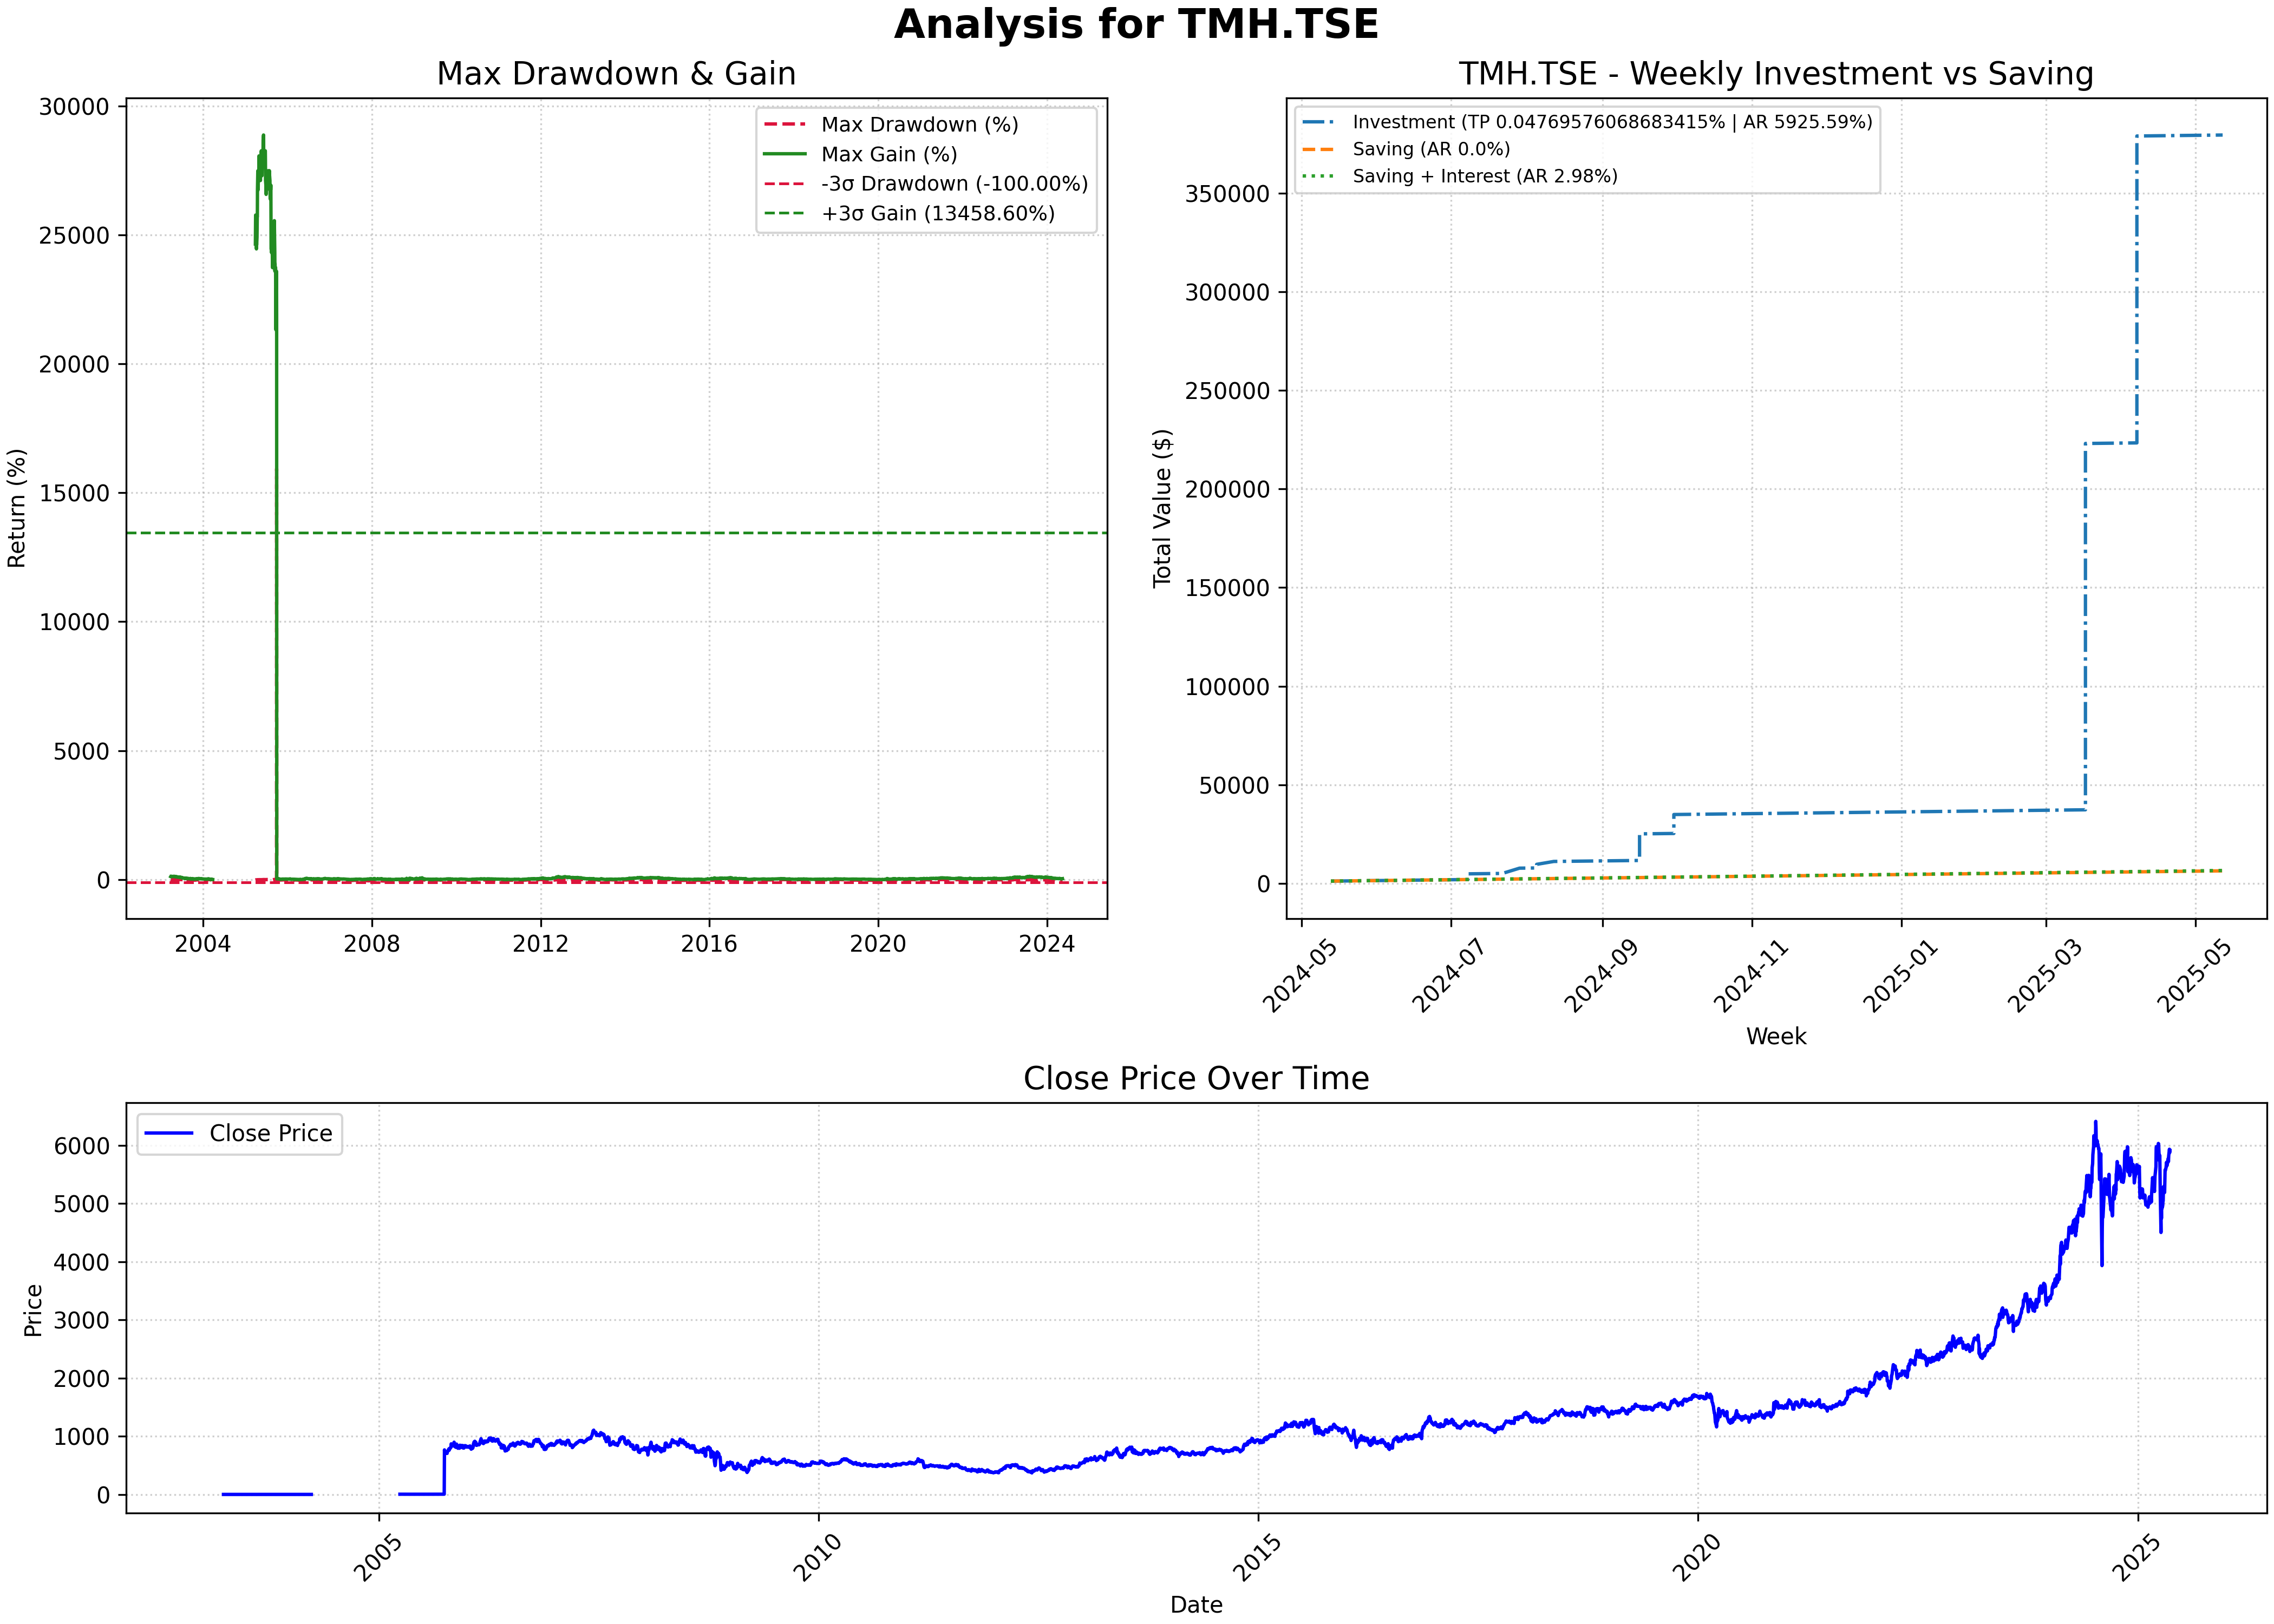 Analysis for TMH.TSE
Max Drawdown & Gain
30000
25000
20000
15000
10000
5000
0
Return (%)
Max Drawdown (%)
Max Gain (%)
-3σ Drawdown (-100.00%)
+3σ Gain (13458.60%)
2004
2008
2012
2016
2020
2024
TMH.TSE - Weekly Investment vs Saving
350000
300000
250000
200000
150000
100000
50000
0
Total Value ($)
Investment (TP 0.04769576068683415% | AR 5925.59%)
Saving (AR 0.0%)
Saving + Interest (AR 2.98%)
2024-05
2024-07
2024-09
2024-11
2025-01
2025-03
2025-05
Week
Close Price Over Time
6000
5000
4000
3000
2000
1000
0
Price
Close Price
2005
2010
2015
2020
2025
Date